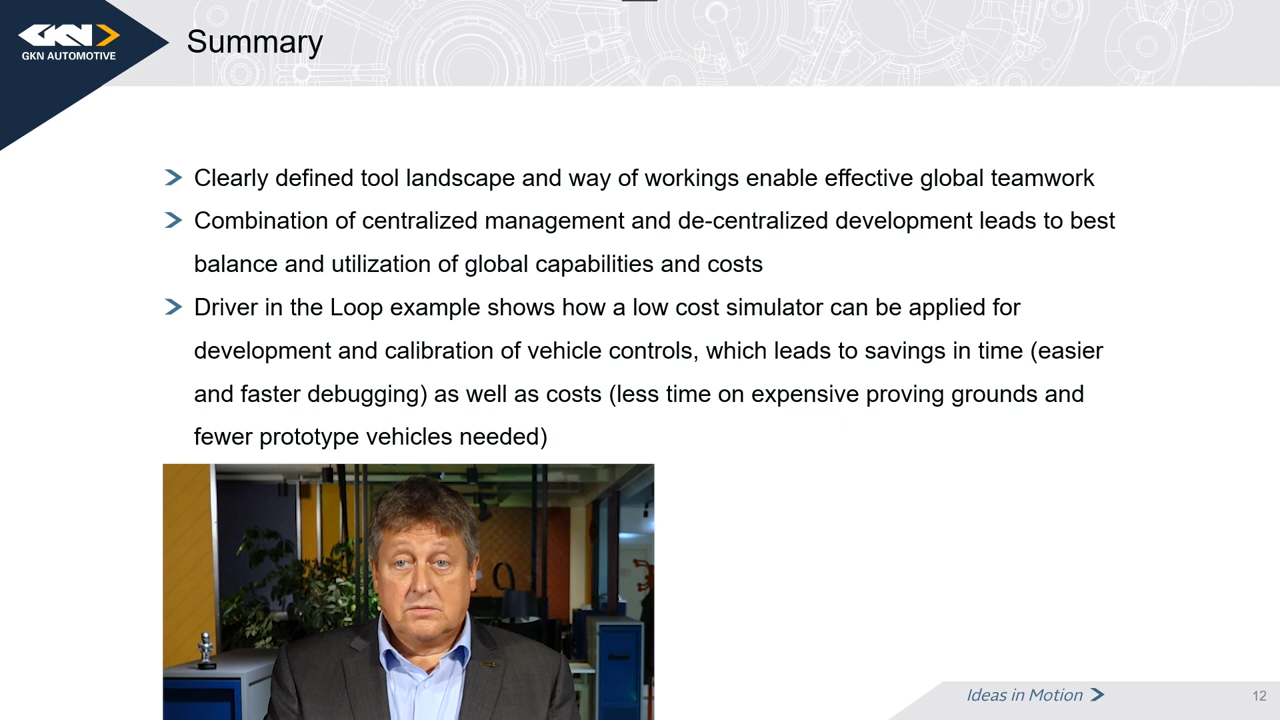 GKN AUTOMOTIVE
Summary
Clearly defined tool landscape and way of workings enable effective global teamwork
Combination of centralized management and de-centralized development leads to best
balance and utilization of global capabilities and costs
Driver in the Loop example shows how a low cost simulator can be applied for
development and calibration of vehicle controls, which leads to savings in time (easier
and faster debugging) as well as costs (less time on expensive proving grounds and
fewer prototype vehicles needed)
Ideas in Motion
12